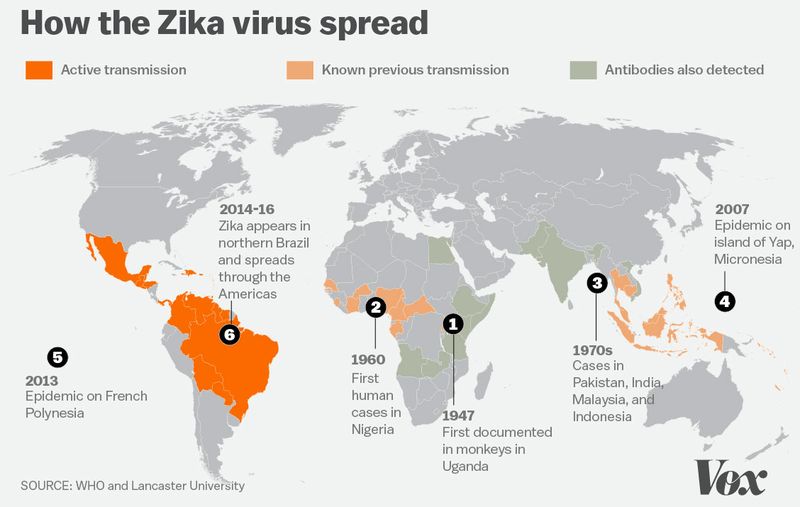 How the Zika virus spread
Active transmission
Known previous transmission
Antibodies also detected
2014-16
Zika appears in
northern Brazil
and spreads
through the
Americas
6
5
2013
Epidemic on French
Polynesia
2
1960
First
human
cases in
Nigeria
1
1947
First documented
in monkeys in
Uganda
3
1970s
Cases in
Pakistan, India,
Malaysia, and
Indonesia
2007
Epidemic on
island of Yap,
Micronesia
4
SOURCE: WHO and Lancaster University
Vox